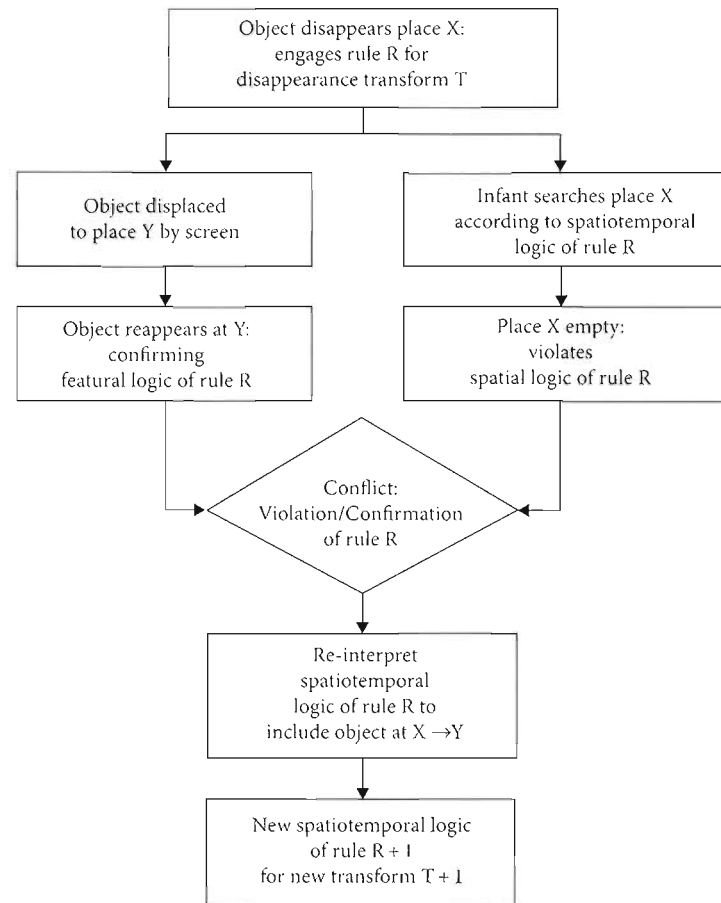 Object disappears place X:
engages rule R for
disappearance transform T
Object displaced
to place Y by screen
Infant searches place X
according to spatiotemporal
logic of rule R
Object reappears at Y:
confirming
featural logic of rule R
Place X empty:
violates
spatial logic of rule R
Conflict:
Violation/Confirmation
of rule R
Re-interpret
spatiotemporal
logic of rule R to
include object at X →Y
New spatiotemporal logic
of rule R + 1
for new transform T + 1